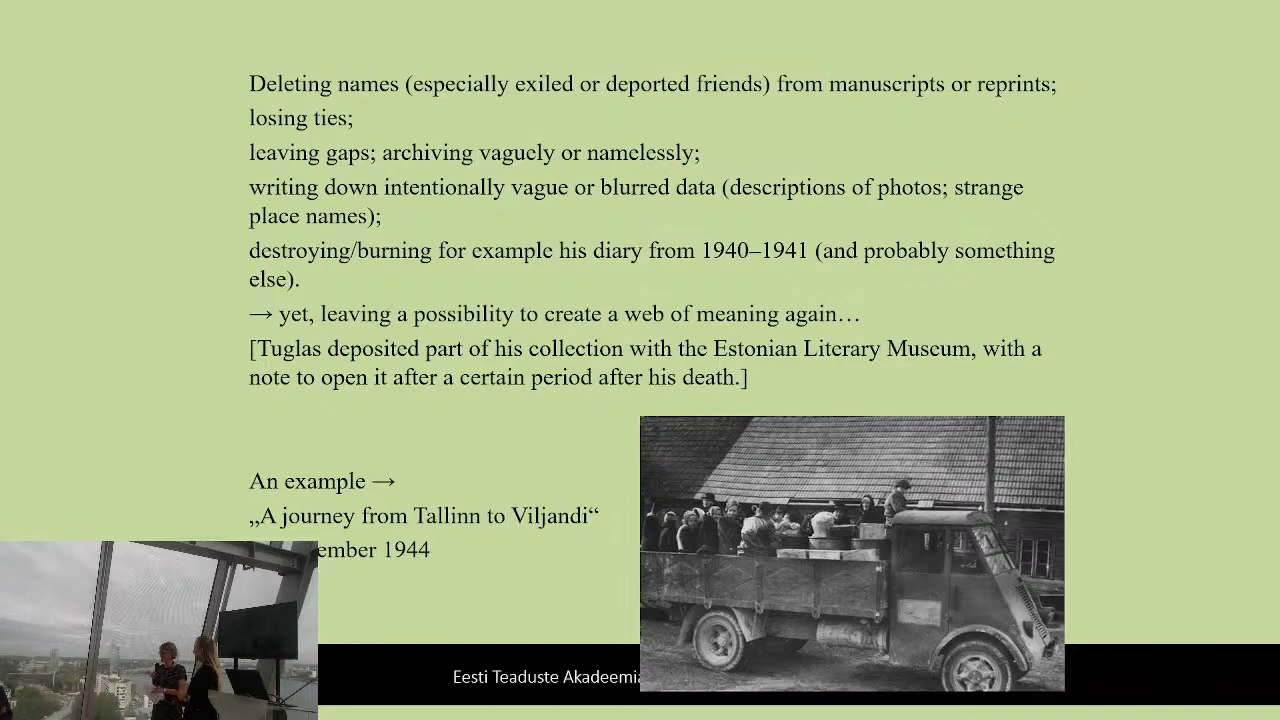 Deleting names (especially exiled or deported friends) from manuscripts or reprints;
losing ties;
leaving gaps; archiving vaguely or namelessly;
writing down intentionally vague or blurred data (descriptions of photos; strange
place names);
destroying/burning for example his diary from 1940–1941 (and probably something
else).
→ yet, leaving a possibility to create a web of meaning again…
[Tuglas deposited part of his collection with the Estonian Literary Museum, with a
note to open it after a certain period after his death.]
An example →
„A journey from Tallinn to Viljandi“
ember 1944
Eesti Teaduste Akadeemia